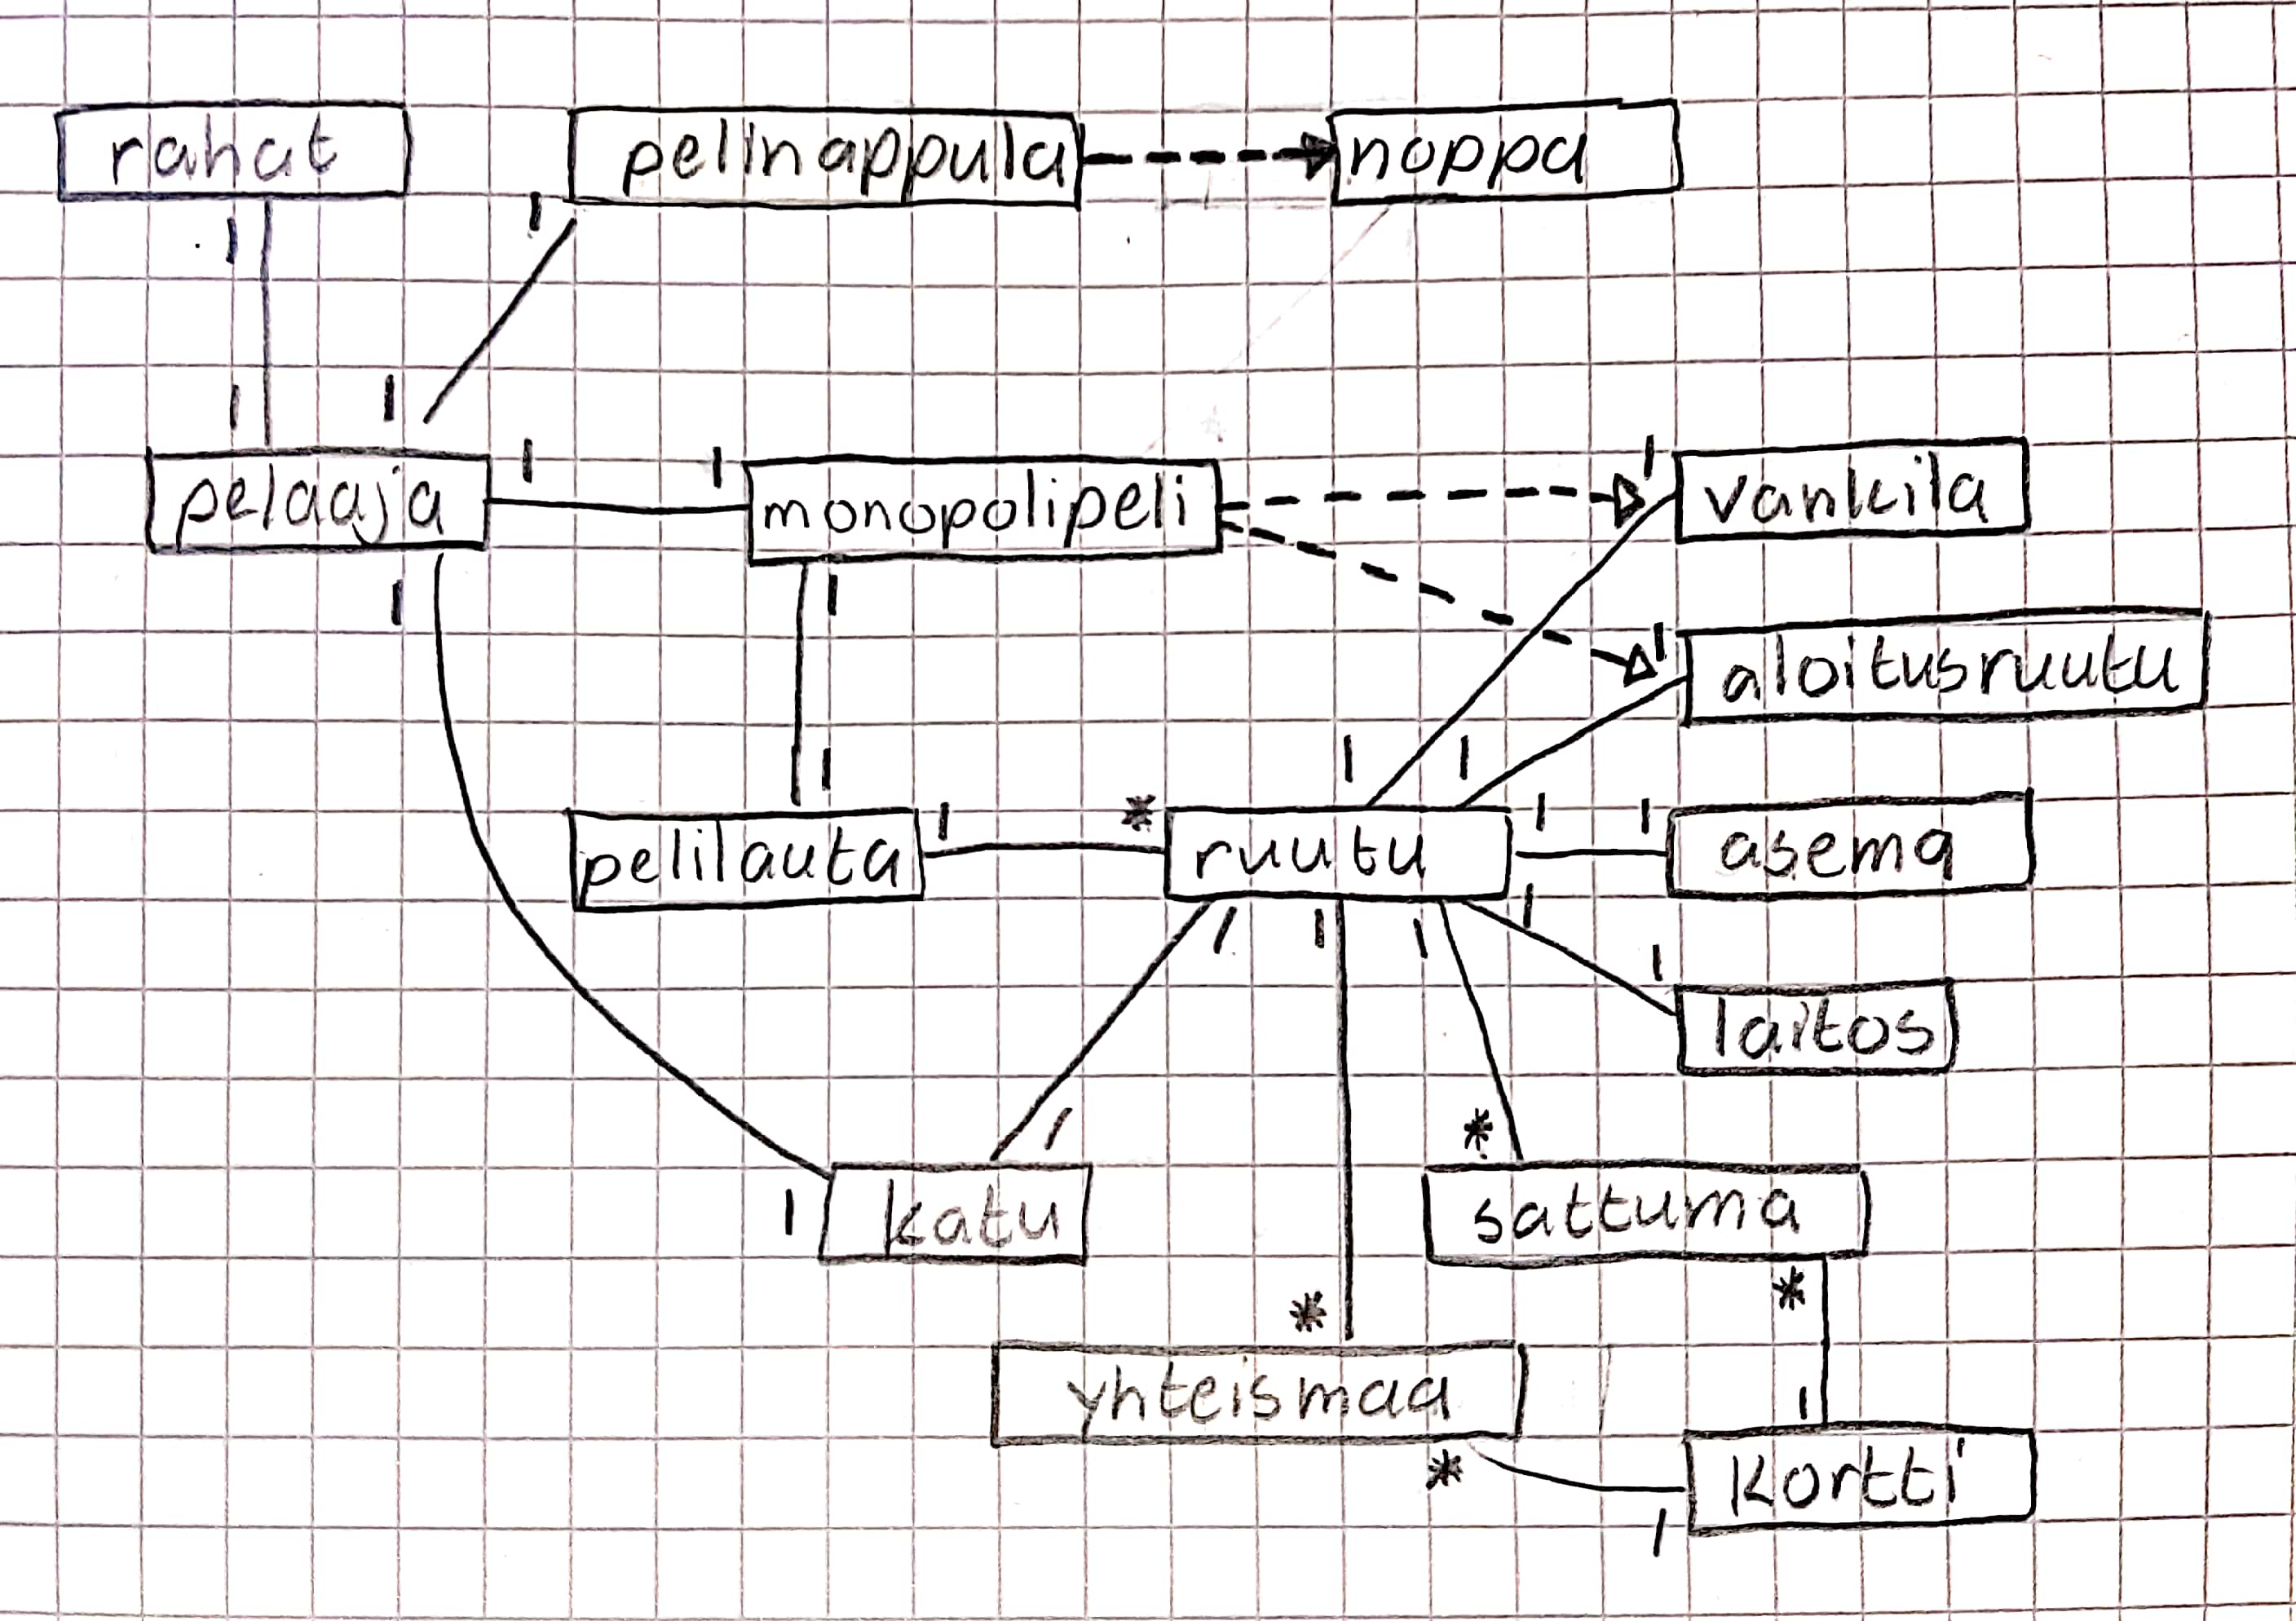 rahat
pelinappula
noppa
1
1
1
1
pelaaja
1
1
monopolipeli
1
vankila
1
1
1
aloitusruutu
1
1
1
pelilauta
1
*
ruutu
1
1
asema
1
1
1
1
1
laitos
1
*
1
katu
sattuma
*
*
yhteismaa
1
*
kortti
1